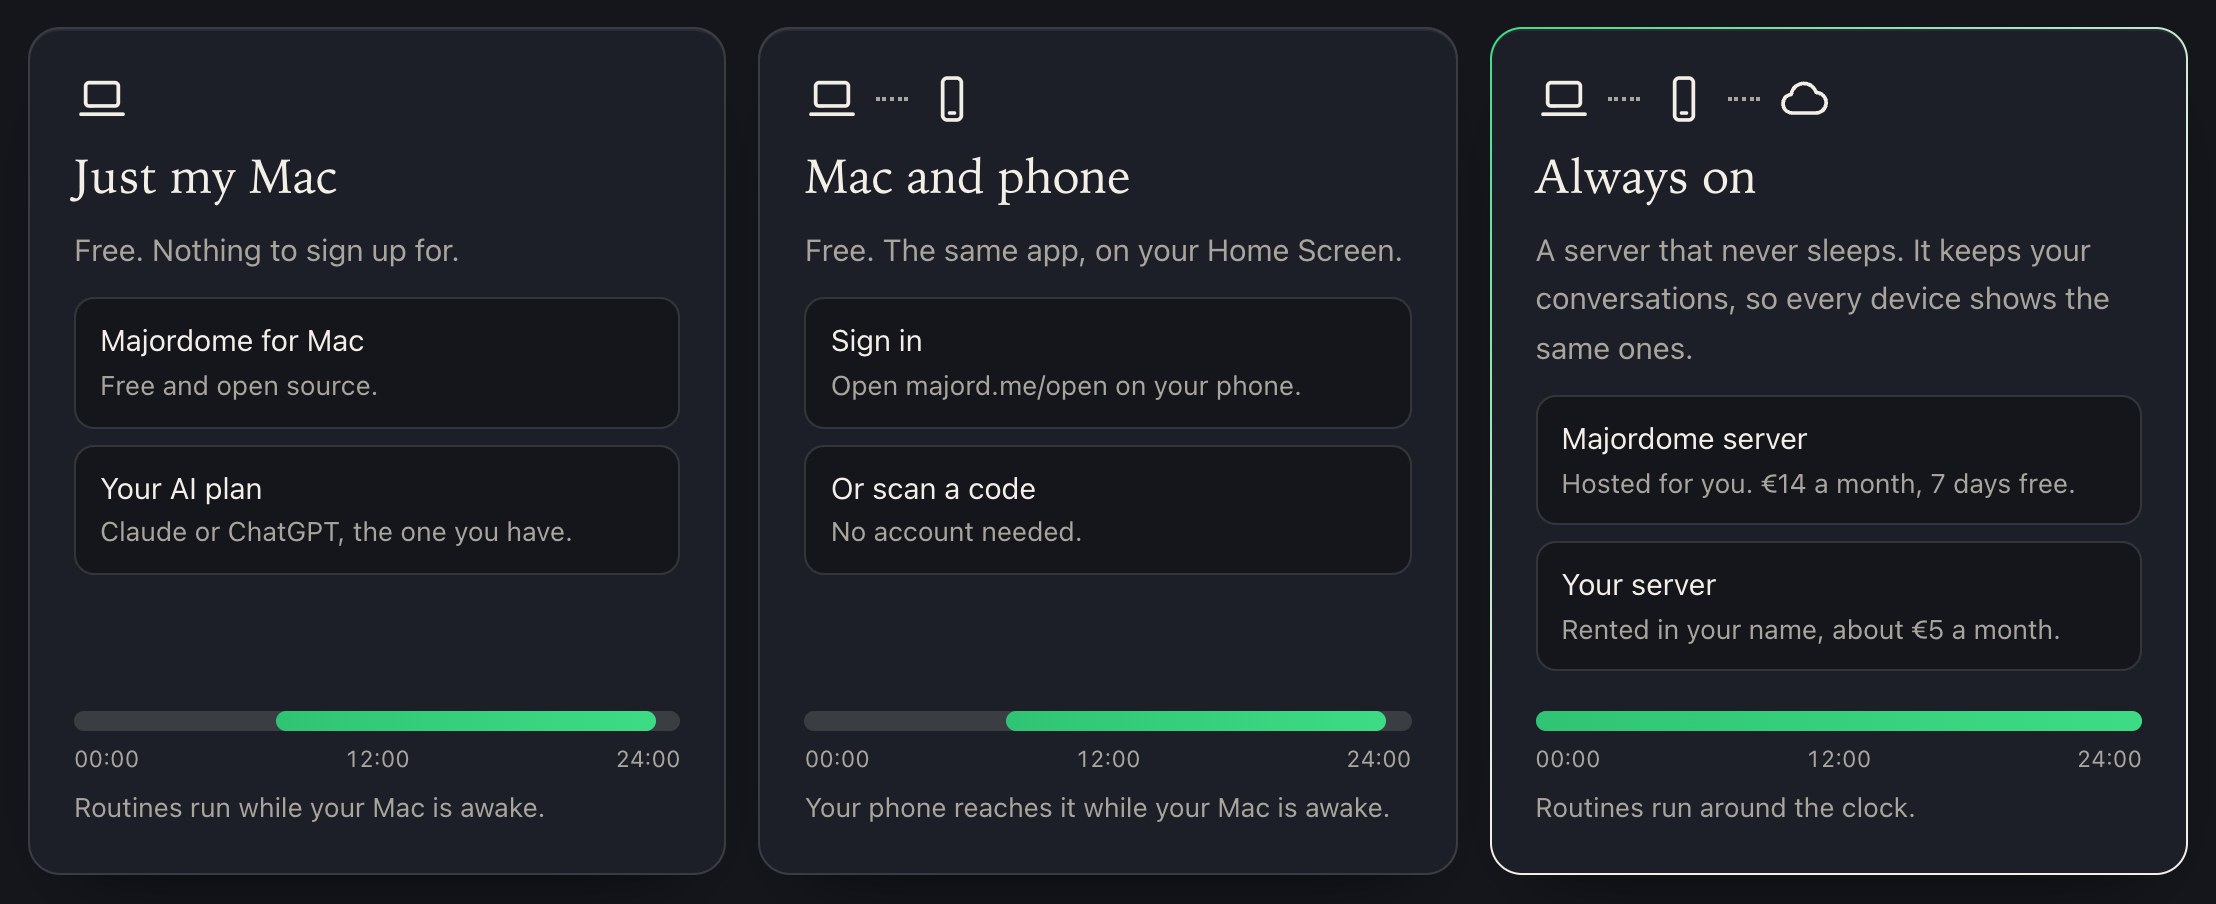 Just my Mac
Free. Nothing to sign up for.
Majordome for Mac
Free and open source.
Your AI plan
Claude or ChatGPT, the one you have.
00:00 12:00 24:00
Routines run while your Mac is awake.
Mac and phone
Free. The same app, on your Home Screen.
Sign in
Open majord.me/open on your phone.
Or scan a code
No account needed.
00:00 12:00 24:00
Your phone reaches it while your Mac is awake.
Always on
A server that never sleeps. It keeps your
conversations, so every device shows the
same ones.
Majordome server
Hosted for you. €14 a month, 7 days free.
Your server
Rented in your name, about €5 a month.
00:00 12:00 24:00
Routines run around the clock.